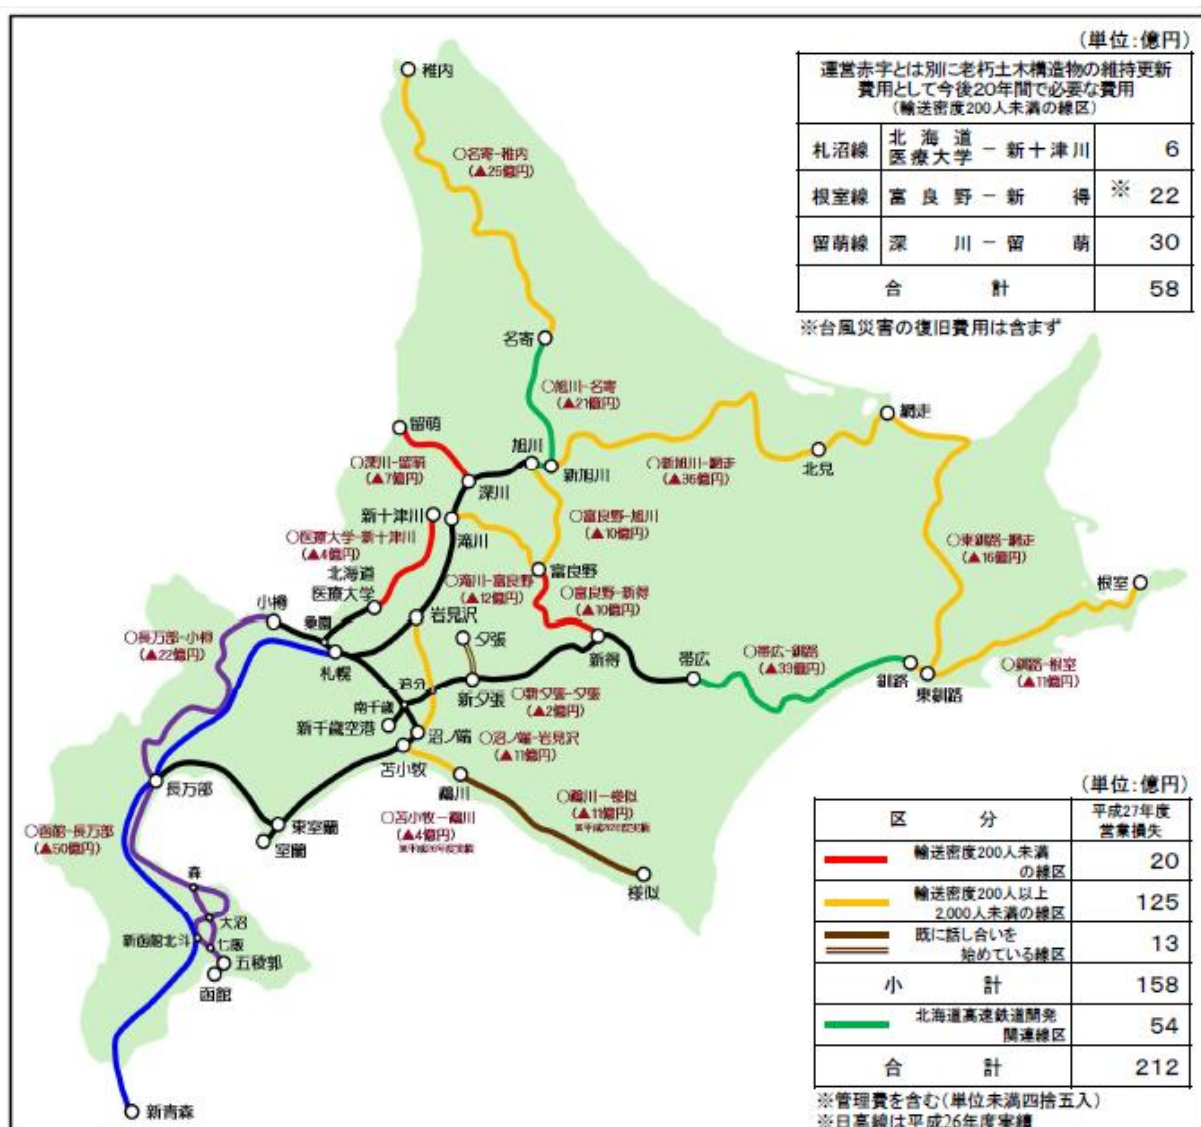 (単位:億円)
運営赤字とは別に老朽土木構造物の維持更新
費用として今後20年間で必要な費用
(輸送密度200人未満の線区)
札沼線 北海道医療大学 − 新十津川 6
根室線 富良野 − 新得 ※ 22
留萌線 深川 − 留萌 30
合計 58
※台風災害の復旧費用は含まず
稚内
○名寄-稚内
(▲25億円)
名寄
○旭川-名寄
(▲21億円)
留萌
○深川-留萌
(▲7億円)
旭川
新旭川
深川
○新旭川-網走
(▲36億円)
北見
網走
新十津川
滝川
○医療大学-新十津川
(▲4億円)
北海道
医療大学
○富良野-旭川
(▲10億円)
富良野
○滝川-富良野
(▲12億円)
○富良野-新得
(▲10億円)
○東釧路-網走
(▲16億円)
根室
小樽
桑園
札幌
岩見沢
夕張
新得
帯広
○帯広-釧路
(▲33億円)
釧路
東釧路
○釧路-根室
(▲11億円)
○長万部-小樽
(▲22億円)
追分
南千歳
新千歳空港
新夕張
○新夕張-夕張
(▲2億円)
沼ノ端
○沼ノ端-岩見沢
(▲11億円)
苫小牧
鵡川
長万部
東室蘭
室蘭
○苫小牧−鵡川
(▲4億円)
※平成26年度実績
○鵡川−様似
(▲11億円)
※平成26年度実績
様似
○函館-長万部
(▲50億円)
森
大沼
新函館北斗
七飯
五稜郭
函館
新青森
(単位:億円)
区分 平成27年度
営業損失
輸送密度200人未満
の線区 20
輸送密度200人以上
2,000人未満の線区 125
既に話し合いを
始めている線区 13
小計 158
北海道高速鉄道開発
関連線区 54
合計 212
※管理費を含む(単位未満四捨五入)
※日高線は平成26年度実績